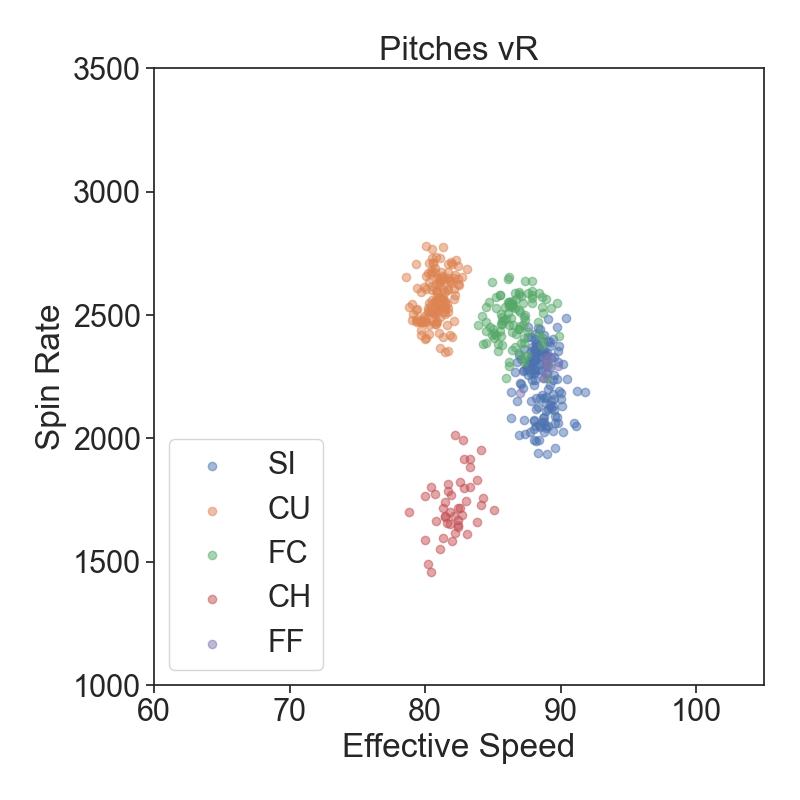 Pitches vR
3500
3000
2500
2000
1500
1000
Spin Rate
SI
CU
FC
CH
FF
60 70 80 90 100
Effective Speed